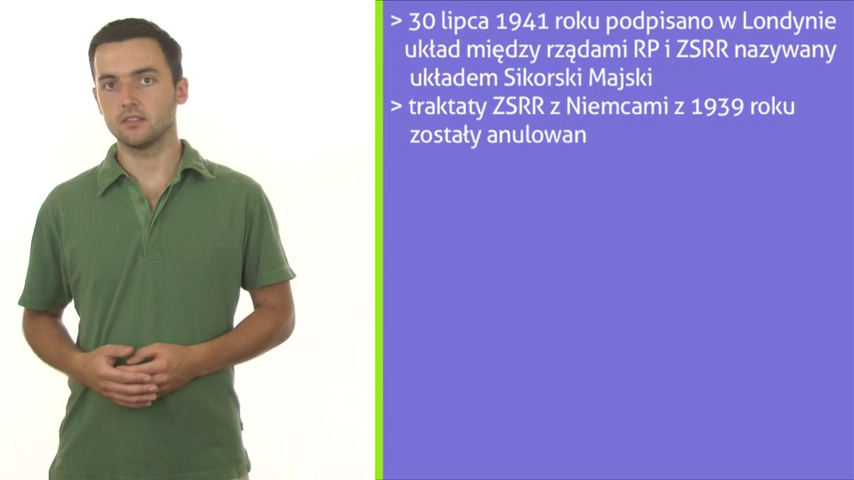 > 30 lipca 1941 roku podpisano w Londynie
układ między rządami RP i ZSRR nazywany
układem Sikorski Majski
> traktaty ZSRR z Niemcami z 1939 roku
zostały anulowan